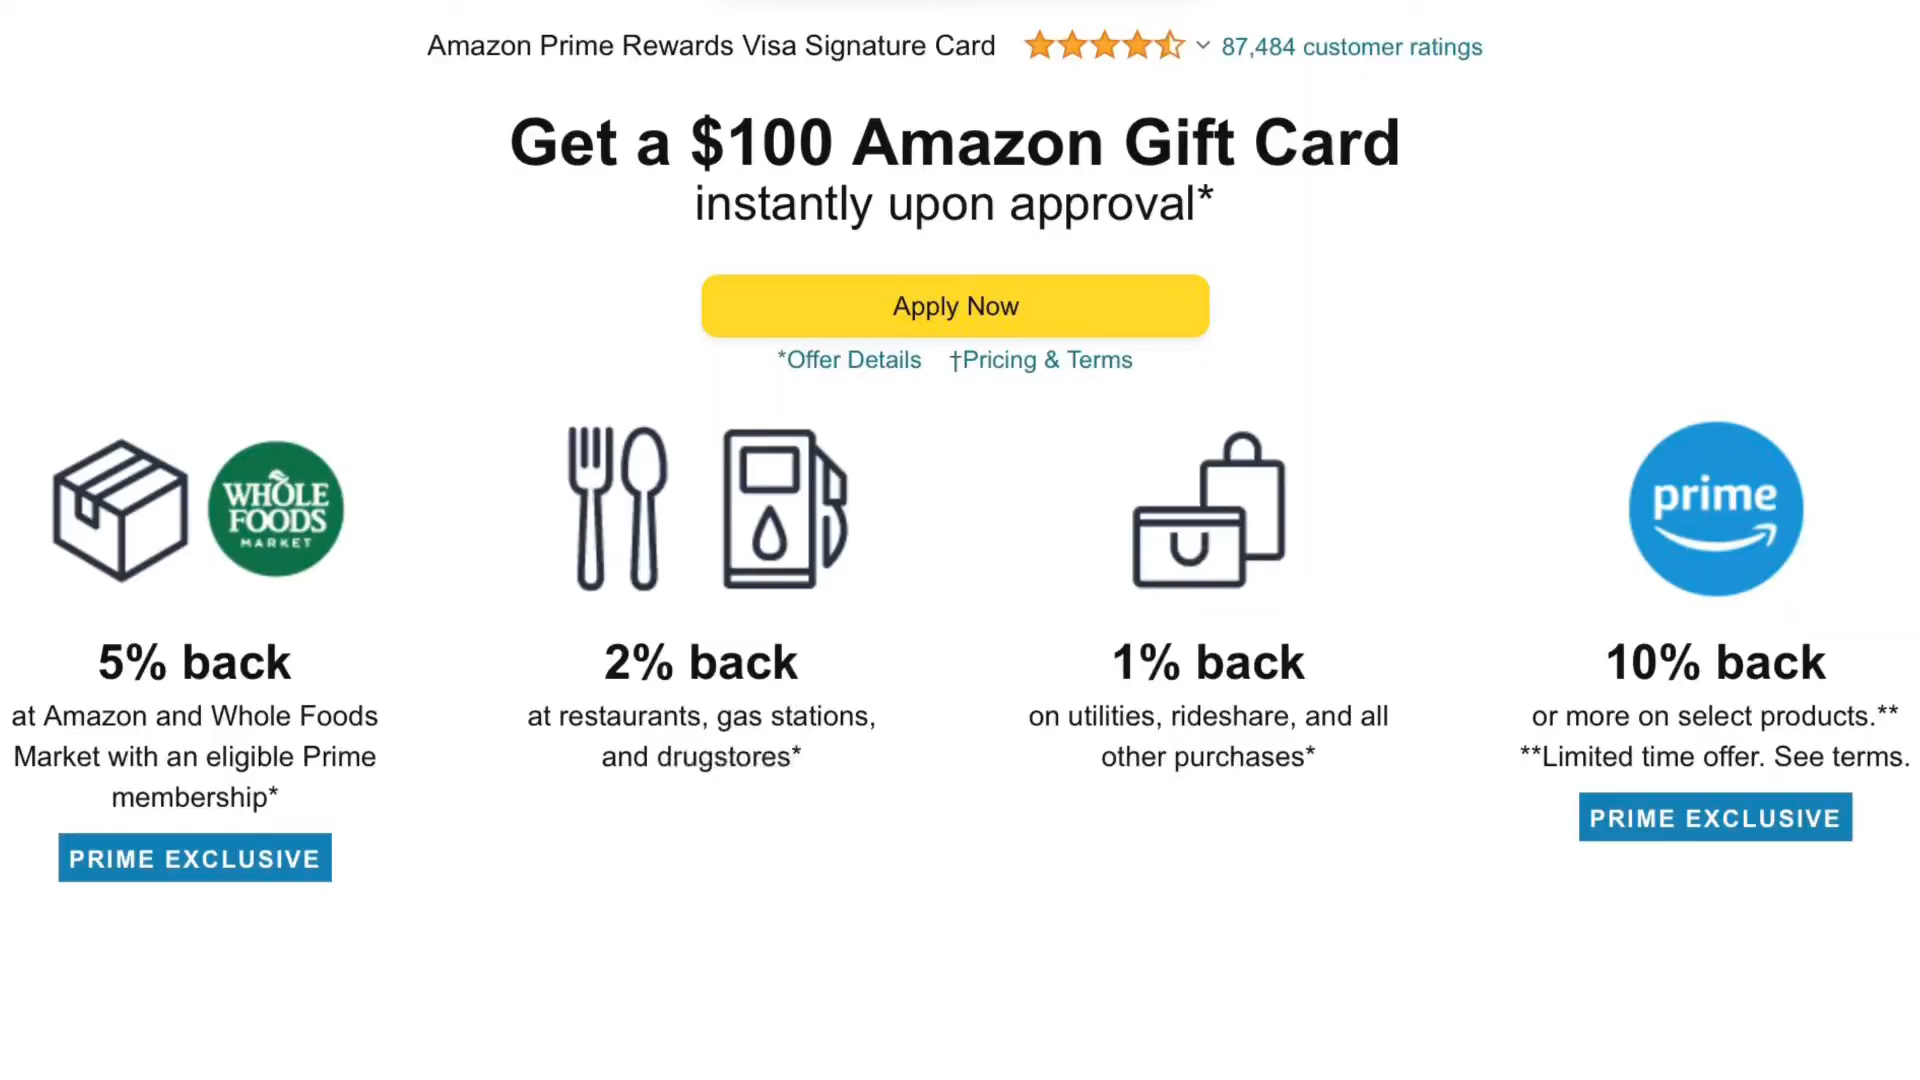 Amazon Prime Rewards Visa Signature Card 87,484 customer ratings
Get a $100 Amazon Gift Card
instantly upon approval*
Apply Now
*Offer Details †Pricing & Terms
WHOLE
FOODS
MARKET
prime
5% back
at Amazon and Whole Foods
Market with an eligible Prime
membership*
PRIME EXCLUSIVE
2% back
at restaurants, gas stations,
and drugstores*
1% back
on utilities, rideshare, and all
other purchases*
10% back
or more on select products.**
**Limited time offer. See terms.
PRIME EXCLUSIVE